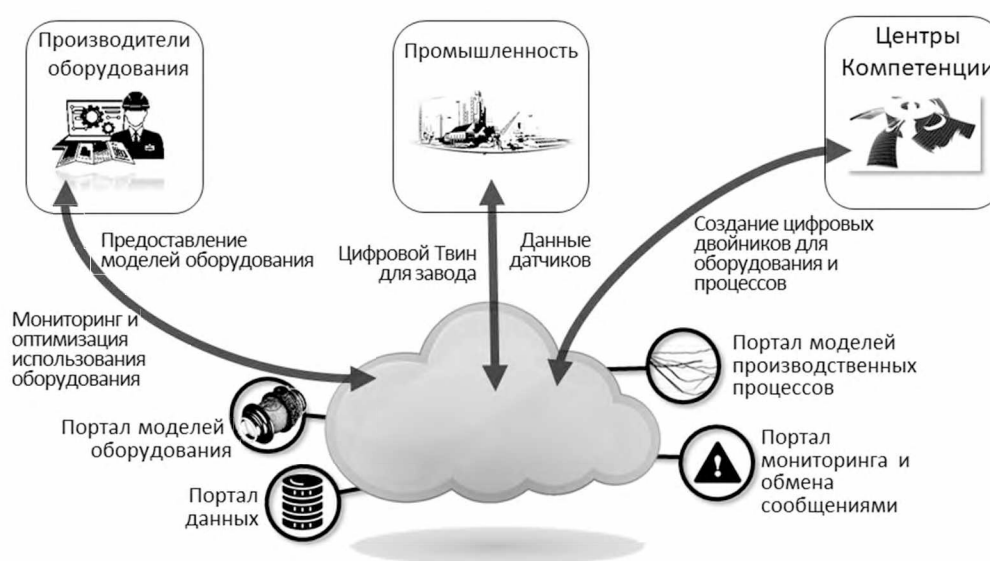 Производители
оборудования
Промышленность
Центры
Компетенции
Предоставление
моделей оборудования
Цифровой Твин
для завода
Данные
датчиков
Создание цифровых
двойников для
оборудования и
процессов
Мониторинг и
оптимизация
использования
оборудования
Портал моделей
оборудования
Портал
данных
Портал моделей
производственных
процессов
Портал
мониторинга и
обмена
сообщениями